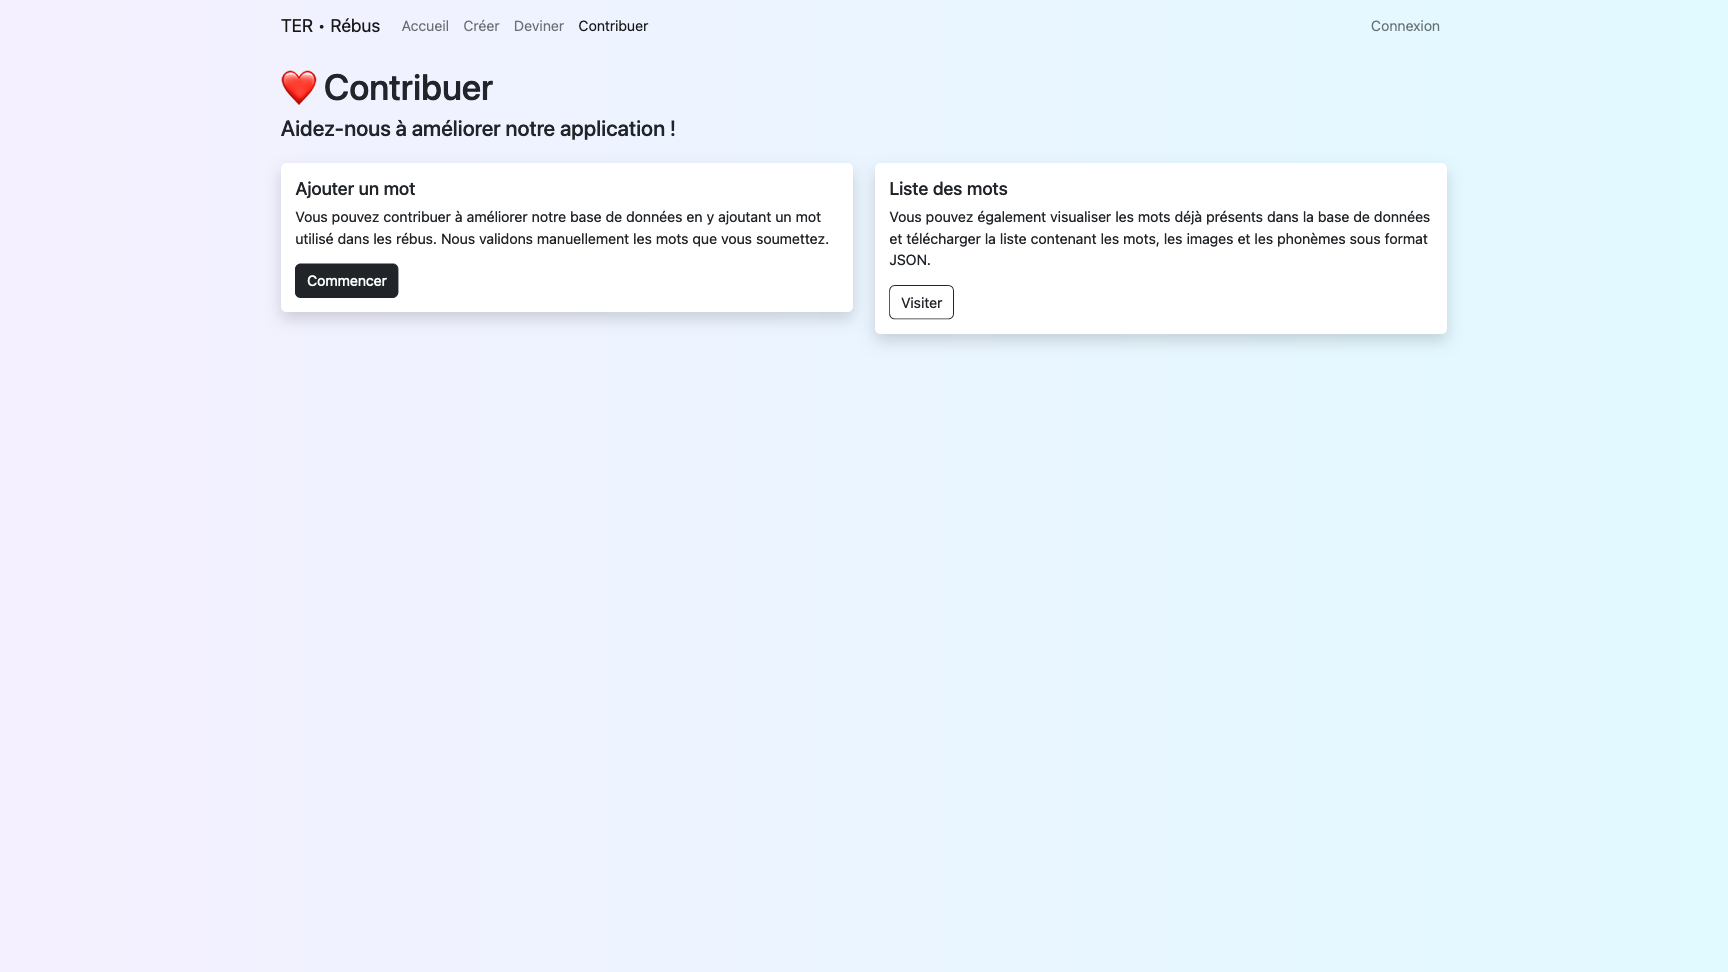 TER • Rébus Accueil Créer Deviner Contribuer Connexion
Contribuer
Aidez-nous à améliorer notre application !
Ajouter un mot
Vous pouvez contribuer à améliorer notre base de données en y ajoutant un mot
utilisé dans les rébus. Nous validons manuellement les mots que vous soumettez.
Commencer
Liste des mots
Vous pouvez également visualiser les mots déjà présents dans la base de données
et télécharger la liste contenant les mots, les images et les phonèmes sous format
JSON.
Visiter